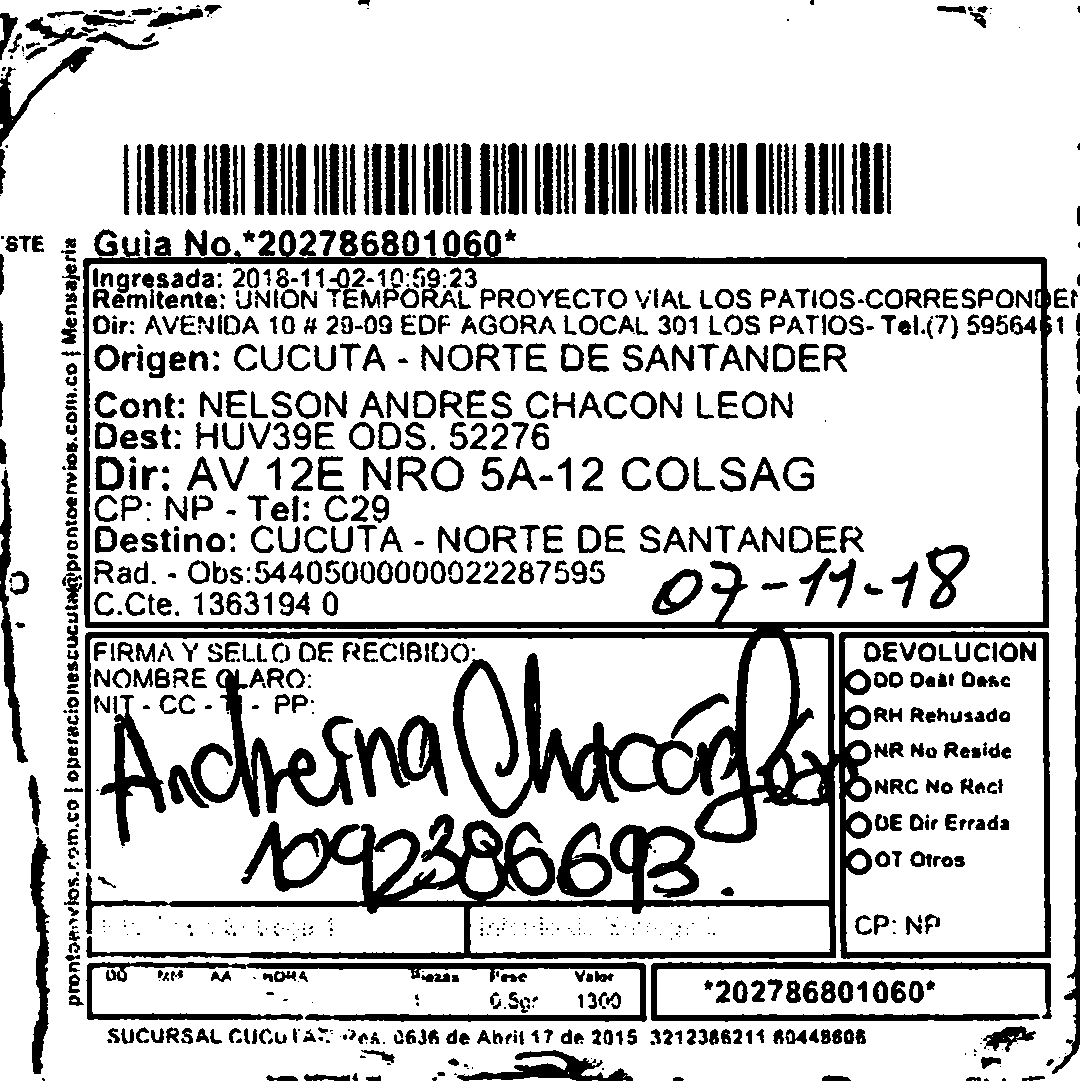 STE
Guia No.*202786801060*
Ingresada: 2018-11-02-10:59:23
Remitente: UNION TEMPORAL PROYECTO VIAL LOS PATIOS-CORRESPONDEN
Dir: AVENIDA 10 # 29-09 EDF AGORA LOCAL 301 LOS PATIOS- Tel.(7) 5956461
Origen: CUCUTA - NORTE DE SANTANDER
Cont: NELSON ANDRES CHACON LEON
Dest: HUV39E ODS. 52276
Dir: AV 12E NRO 5A-12 COLSAG
CP: NP - Tel: C29
Destino: CUCUTA - NORTE DE SANTANDER
Rad. - Obs:54405000000022287595
C.Cte. 1363194 0
07-11-18
FIRMA Y SELLO DE RECIBIDO:
NOMBRE CLARO:
NIT - CC - TI - PP:
Andreina Chacón León
1092386693.
DEVOLUCION
DD Dest Desc
RH Rehusado
NR No Reside
NRC No Recl
DE Dir Errada
OT Otros
CP: NP
DD MM AA HORA
Piezas Peso Valor
1 0.5gr 1300
*202786801060*
SUCURSAL CUCUTA: Res. 0636 de Abril 17 de 2015 3212386211 60448606
prontoenvios.com.co | operacionescucuta@prontoenvios.com.co | Mensajeria